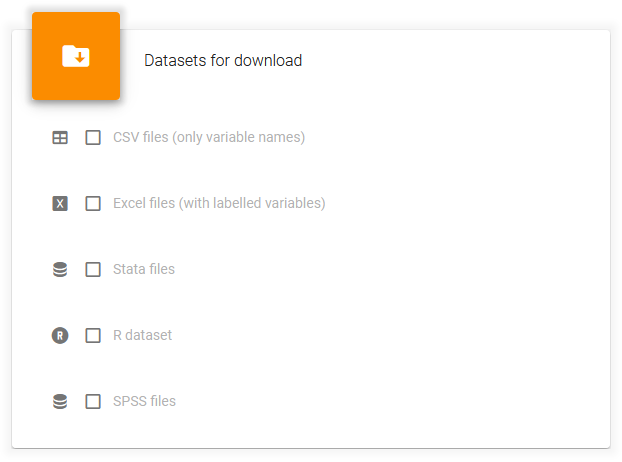 Datasets for download
CSV files (only variable names)
X Excel files (with labelled variables)
Stata files
R R dataset
SPSS files